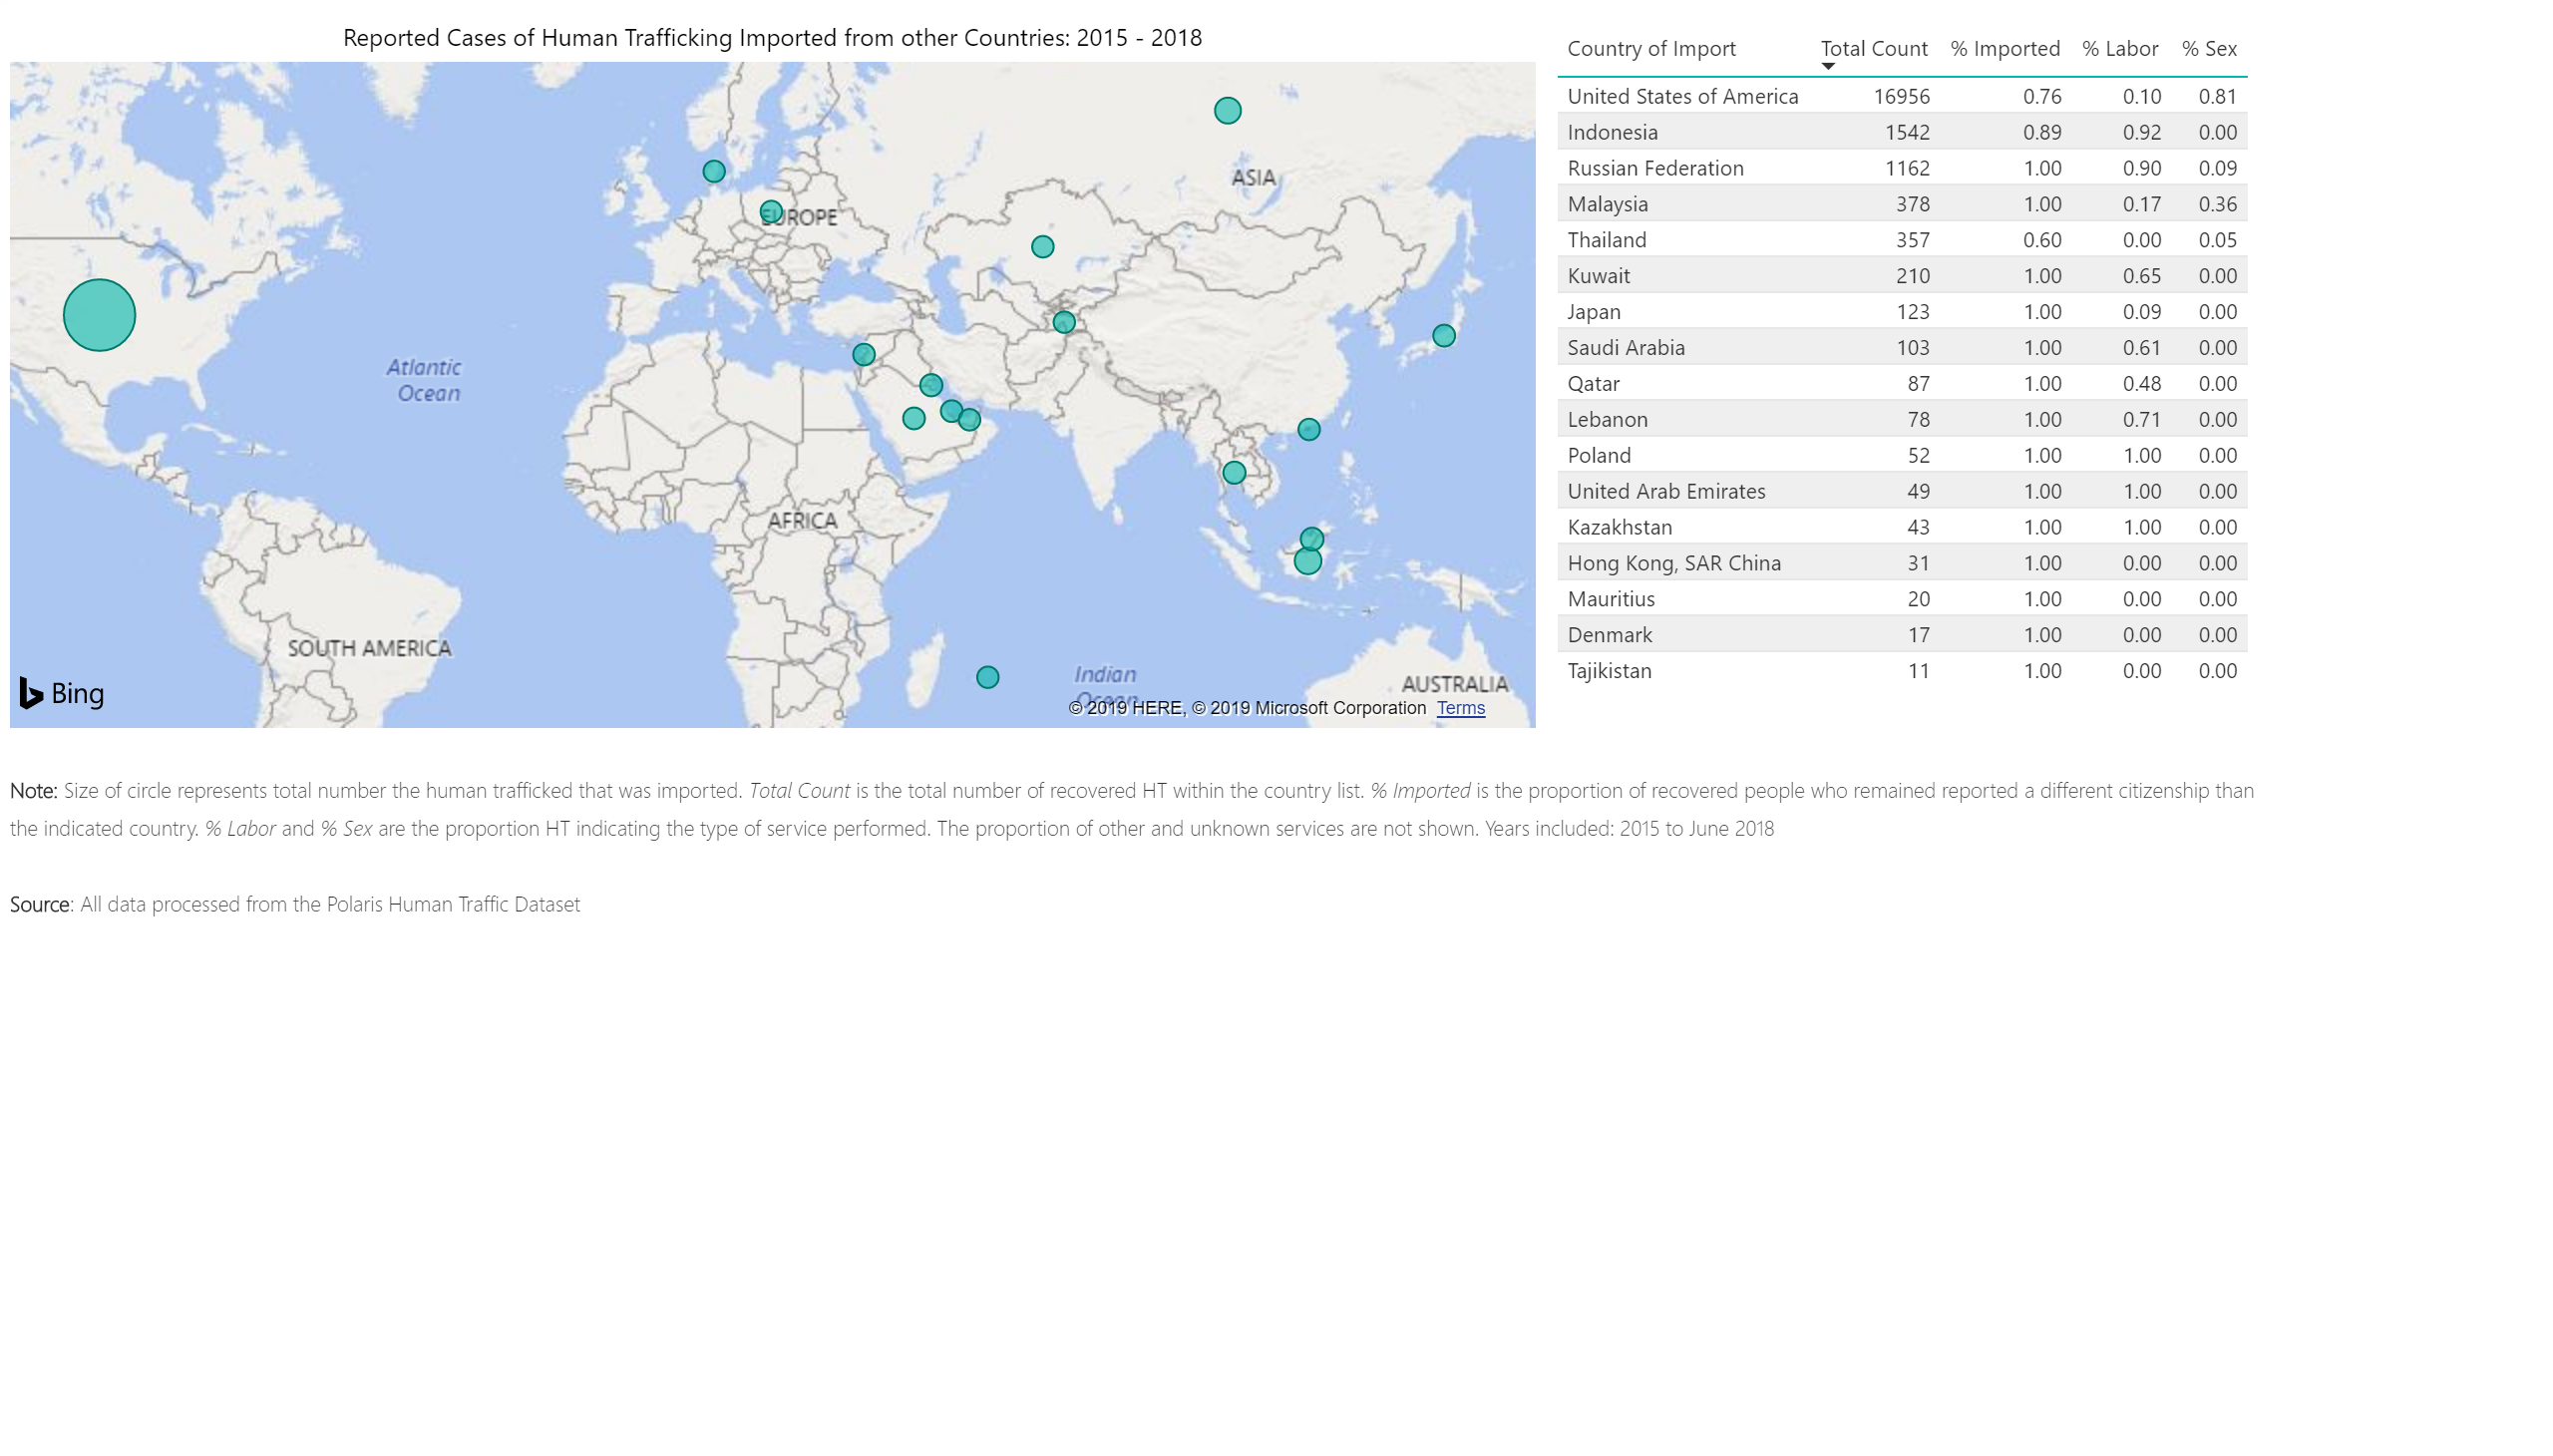 Reported Cases of Human Trafficking Imported from other Countries: 2015 - 2018
ASIA
EUROPE
Atlantic
Ocean
AFRICA
SOUTH AMERICA
Indian
Ocean
AUSTRALIA
Bing
© 2019 HERE, © 2019 Microsoft Corporation Terms
Country of Import Total Count % Imported % Labor % Sex
United States of America 16956 0.76 0.10 0.81
Indonesia 1542 0.89 0.92 0.00
Russian Federation 1162 1.00 0.90 0.09
Malaysia 378 1.00 0.17 0.36
Thailand 357 0.60 0.00 0.05
Kuwait 210 1.00 0.65 0.00
Japan 123 1.00 0.09 0.00
Saudi Arabia 103 1.00 0.61 0.00
Qatar 87 1.00 0.48 0.00
Lebanon 78 1.00 0.71 0.00
Poland 52 1.00 1.00 0.00
United Arab Emirates 49 1.00 1.00 0.00
Kazakhstan 43 1.00 1.00 0.00
Hong Kong, SAR China 31 1.00 0.00 0.00
Mauritius 20 1.00 0.00 0.00
Denmark 17 1.00 0.00 0.00
Tajikistan 11 1.00 0.00 0.00
Note: Size of circle represents total number the human trafficked that was imported. Total Count is the total number of recovered HT within the country list. % Imported is the proportion of recovered people who remained reported a different citizenship than
the indicated country. % Labor and % Sex are the proportion HT indicating the type of service performed. The proportion of other and unknown services are not shown. Years included: 2015 to June 2018
Source: All data processed from the Polaris Human Traffic Dataset